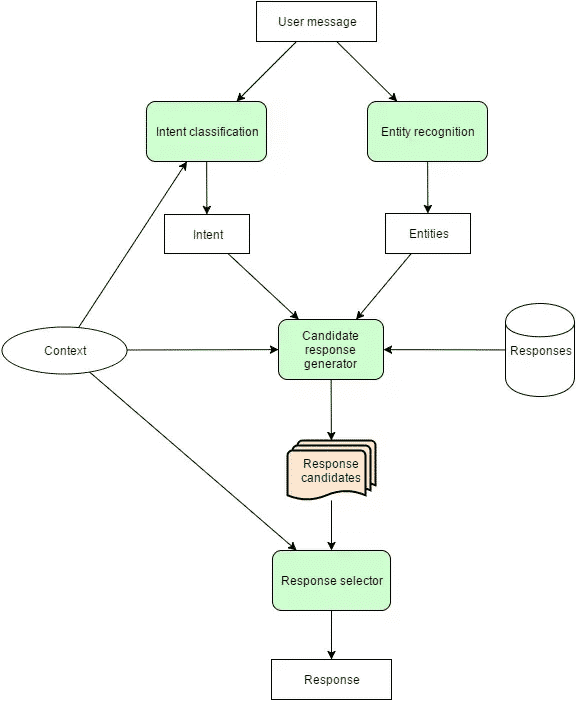 User message
Intent classification
Entity recognition
Intent
Entities
Context
Candidate
response
generator
Responses
Response
candidates
Response selector
Response